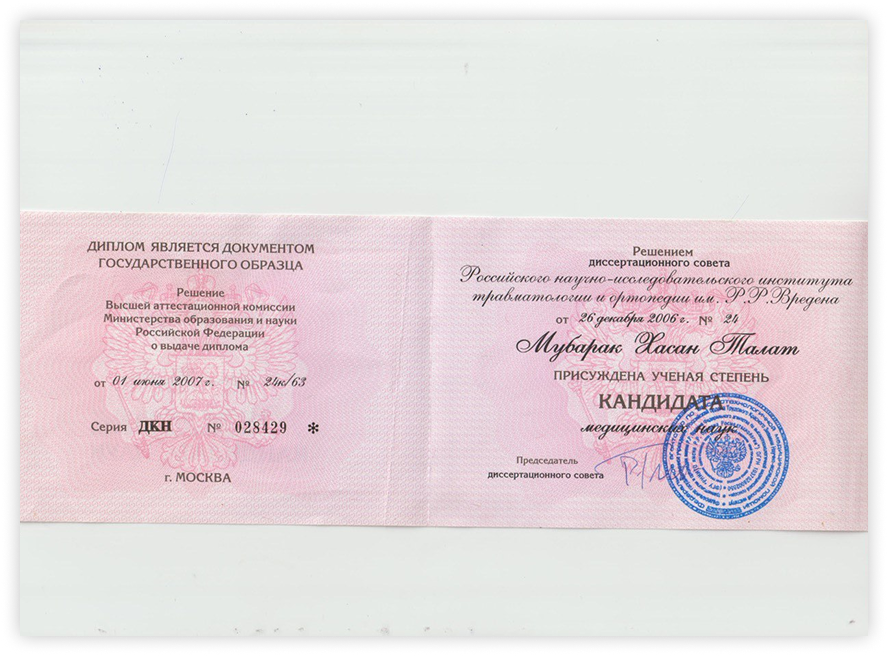 ДИПЛОМ ЯВЛЯЕТСЯ ДОКУМЕНТОМ
ГОСУДАРСТВЕННОГО ОБРАЗЦА
Решение
Высшей аттестационной комиссии
Министерства образования и науки
Российской Федерации
о выдаче диплома
от 01 июня 2007 г. № 24к/63
Серия ДКН № 028429 *
г. МОСКВА
Решением
диссертационного совета
Российского научно-исследовательского института
травматологии и ортопедии им. Р.Р.Вредена
от 26 декабря 2006 г. № 24
Мубарак Хасан Талат
ПРИСУЖДЕНА УЧЕНАЯ СТЕПЕНЬ
КАНДИДАТА
медицинских наук
Председатель
диссертационного совета